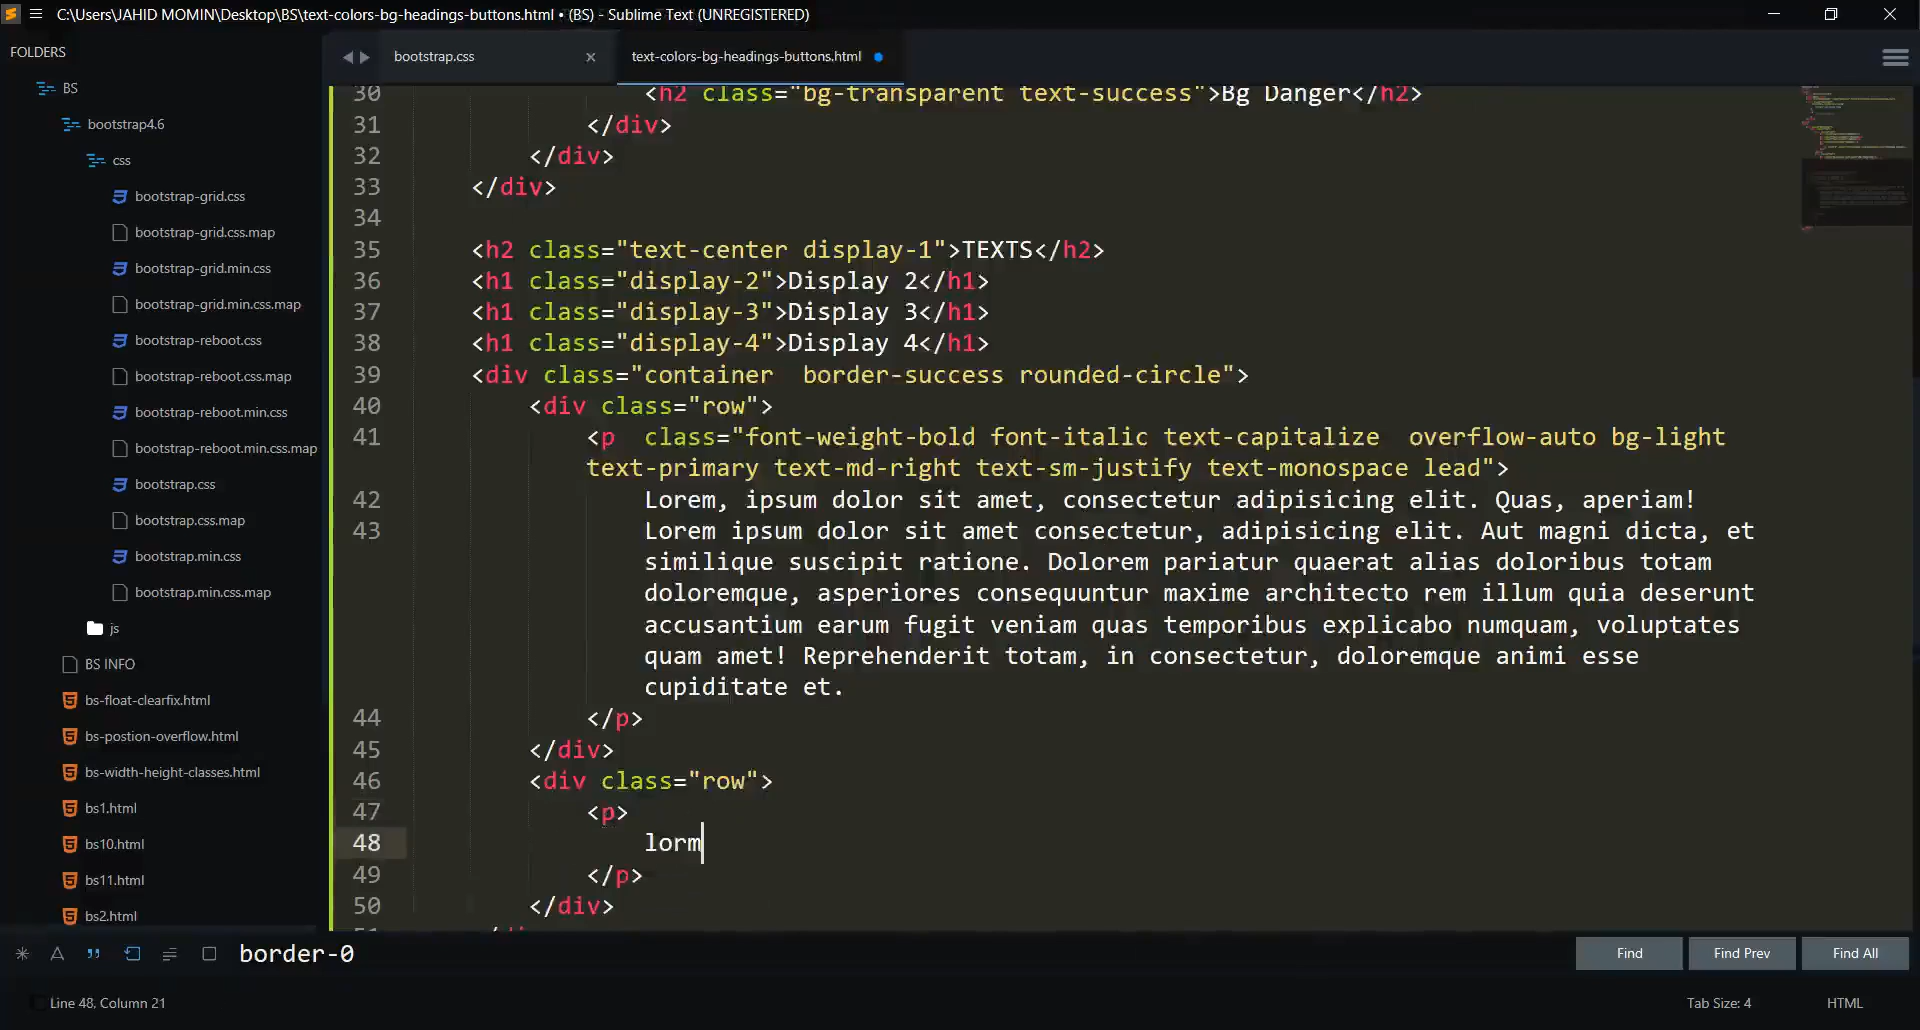 C:\Users\JAHID MOMIN\Desktop\BS\text-colors-bg-headings-buttons.html • (BS) - Sublime Text (UNREGISTERED)
FOLDERS
BS
bootstrap4.6
css
bootstrap-grid.css
bootstrap-grid.css.map
bootstrap-grid.min.css
bootstrap-grid.min.css.map
bootstrap-reboot.css
bootstrap-reboot.css.map
bootstrap-reboot.min.css
bootstrap-reboot.min.css.map
bootstrap.css
bootstrap.css.map
bootstrap.min.css
bootstrap.min.css.map
js
BS INFO
bs-float-clearfix.html
bs-postion-overflow.html
bs-width-height-classes.html
bs1.html
bs10.html
bs11.html
bs2.html
bootstrap.css
text-colors-bg-headings-buttons.html
30 <h2 class="bg-transparent text-success">Bg Danger</h2>
31 </div>
32 </div>
33 </div>
34
35 <h2 class="text-center display-1">TEXTS</h2>
36 <h1 class="display-2">Display 2</h1>
37 <h1 class="display-3">Display 3</h1>
38 <h1 class="display-4">Display 4</h1>
39 <div class="container  border-success rounded-circle">
40 <div class="row">
41 <p  class="font-weight-bold font-italic text-capitalize  overflow-auto bg-light
text-primary text-md-right text-sm-justify text-monospace lead">
42 Lorem, ipsum dolor sit amet, consectetur adipisicing elit. Quas, aperiam!
43 Lorem ipsum dolor sit amet consectetur, adipisicing elit. Aut magni dicta, et
similique suscipit ratione. Dolorem pariatur quaerat alias doloribus totam
doloremque, asperiores consequuntur maxime architecto rem illum quia deserunt
accusantium earum fugit veniam quas temporibus explicabo numquam, voluptates
quam amet! Reprehenderit totam, in consectetur, doloremque animi esse
cupiditate et.
44 </p>
45 </div>
46 <div class="row">
47 <p>
48 lorm
49 </p>
50 </div>
border-0
Find
Find Prev
Find All
Line 48, Column 21
Tab Size: 4
HTML